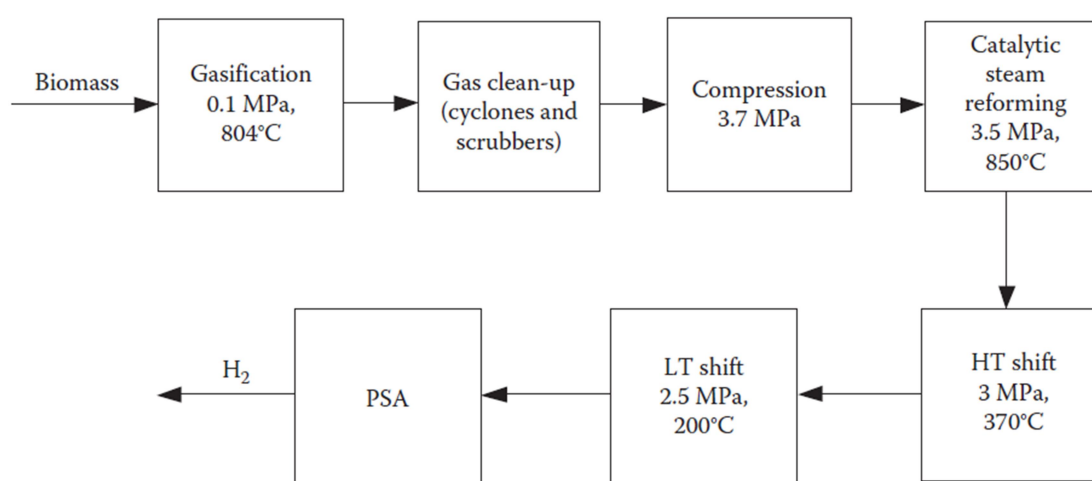 Biomass
Gasification
0.1 MPa,
804°C
Gas clean-up
(cyclones and
scrubbers)
Compression
3.7 MPa
Catalytic
steam
reforming
3.5 MPa,
850°C
HT shift
3 MPa,
370°C
LT shift
2.5 MPa,
200°C
PSA
H₂